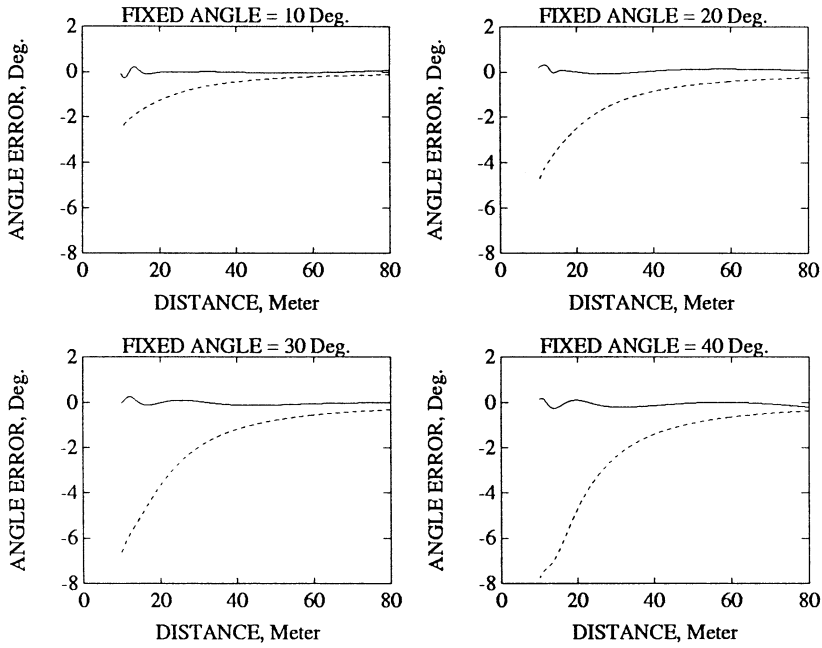 FIXED ANGLE = 10 Deg.
2
0
-2
-4
-6
-8
ANGLE ERROR, Deg.
0 20 40 60 80
DISTANCE, Meter
FIXED ANGLE = 20 Deg.
2
0
-2
-4
-6
-8
ANGLE ERROR, Deg.
0 20 40 60 80
DISTANCE, Meter
FIXED ANGLE = 30 Deg.
2
0
-2
-4
-6
-8
ANGLE ERROR, Deg.
0 20 40 60 80
DISTANCE, Meter
FIXED ANGLE = 40 Deg.
2
0
-2
-4
-6
-8
ANGLE ERROR, Deg.
0 20 40 60 80
DISTANCE, Meter